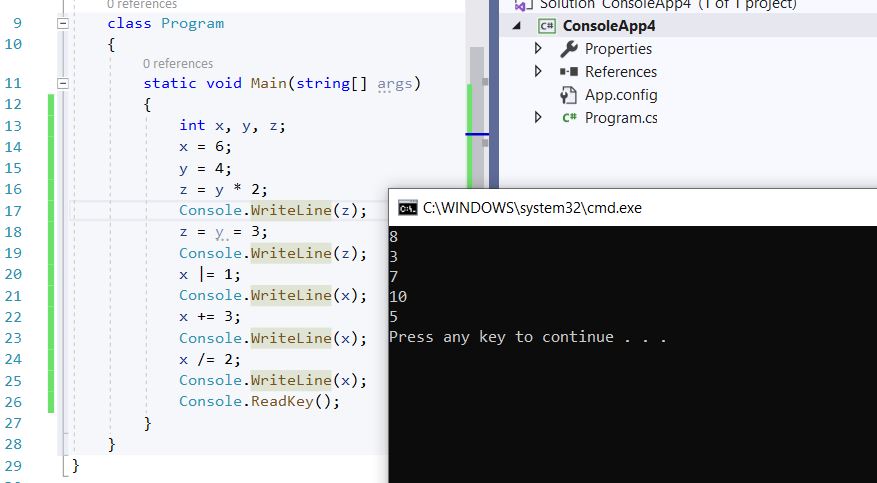 0 references
9 class Program
10 {
0 references
11 static void Main(string[] args)
12 {
13 int x, y, z;
14 x = 6;
15 y = 4;
16 z = y * 2;
17 Console.WriteLine(z);
18 z = y = 3;
19 Console.WriteLine(z);
20 x |= 1;
21 Console.WriteLine(x);
22 x += 3;
23 Console.WriteLine(x);
24 x /= 2;
25 Console.WriteLine(x);
26 Console.ReadKey();
27 }
28 }
29 }
Solution 'ConsoleApp4' (1 of 1 project)
C# ConsoleApp4
Properties
References
App.config
C# Program.cs
C:\. C:\WINDOWS\system32\cmd.exe
8
3
7
10
5
Press any key to continue . . .